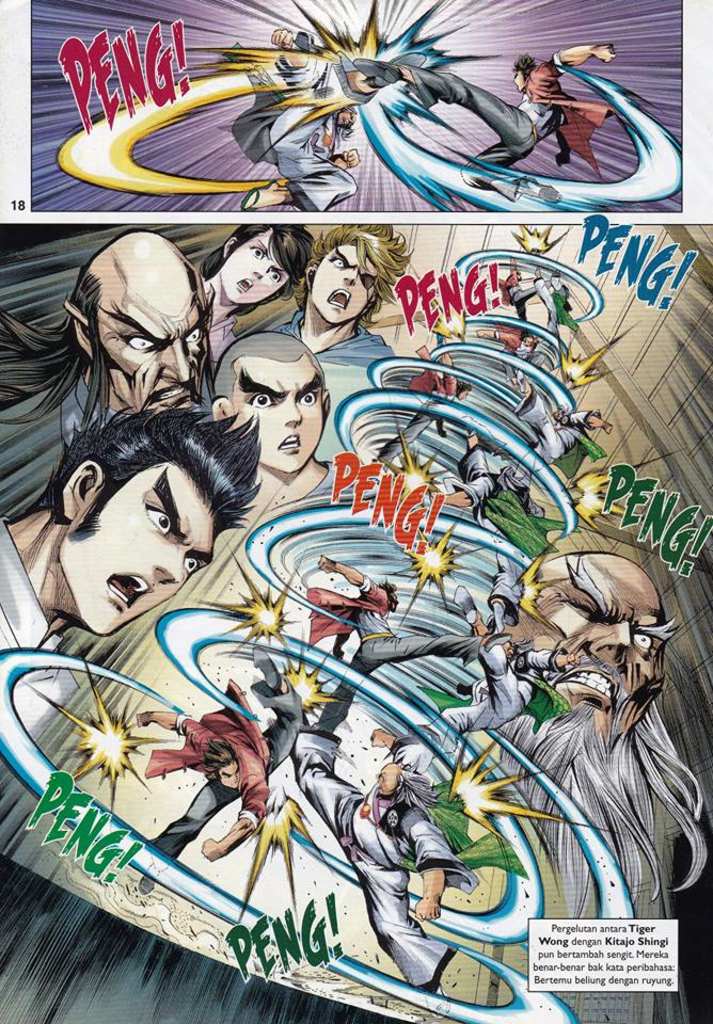 PENG!
18
PENG!
PENG!
PENG!
PENG!
PENG!
PENG!
Pergelutan antara Tiger
Wong dengan Kitajo Shingi
pun bertambah sengit. Mereka
benar-benar bak kata peribahasa:
Bertemu beliung dengan ruyung.